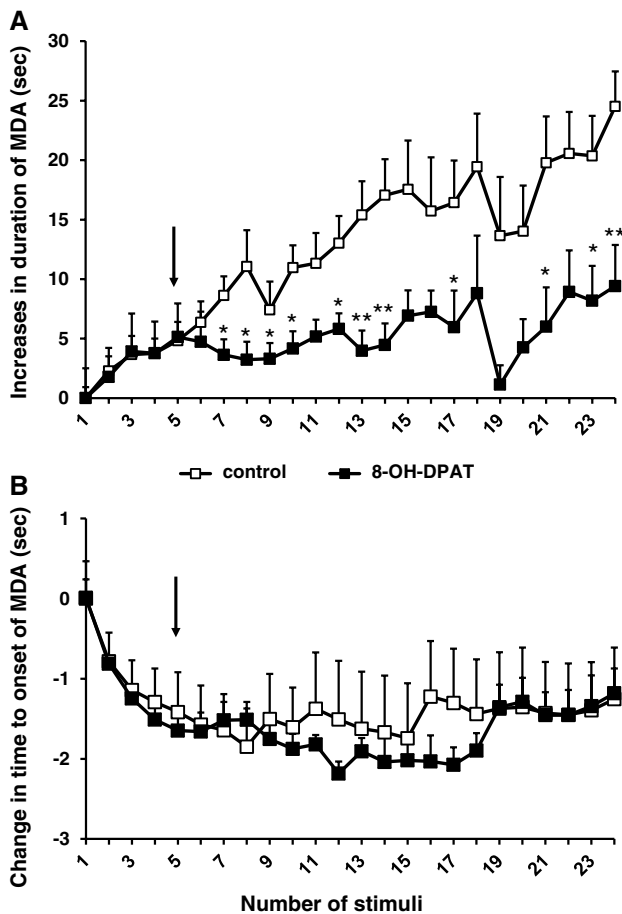 A
Increases in duration of MDA (sec)
30
25
20
15
10
5
0
* * * * * ** ** * * * **
1 3 5 7 9 11 13 15 17 19 21 23
control 8-OH-DPAT
B
Change in time to onset of MDA (sec)
1
0
-1
-2
-3
1 3 5 7 9 11 13 15 17 19 21 23
Number of stimuli